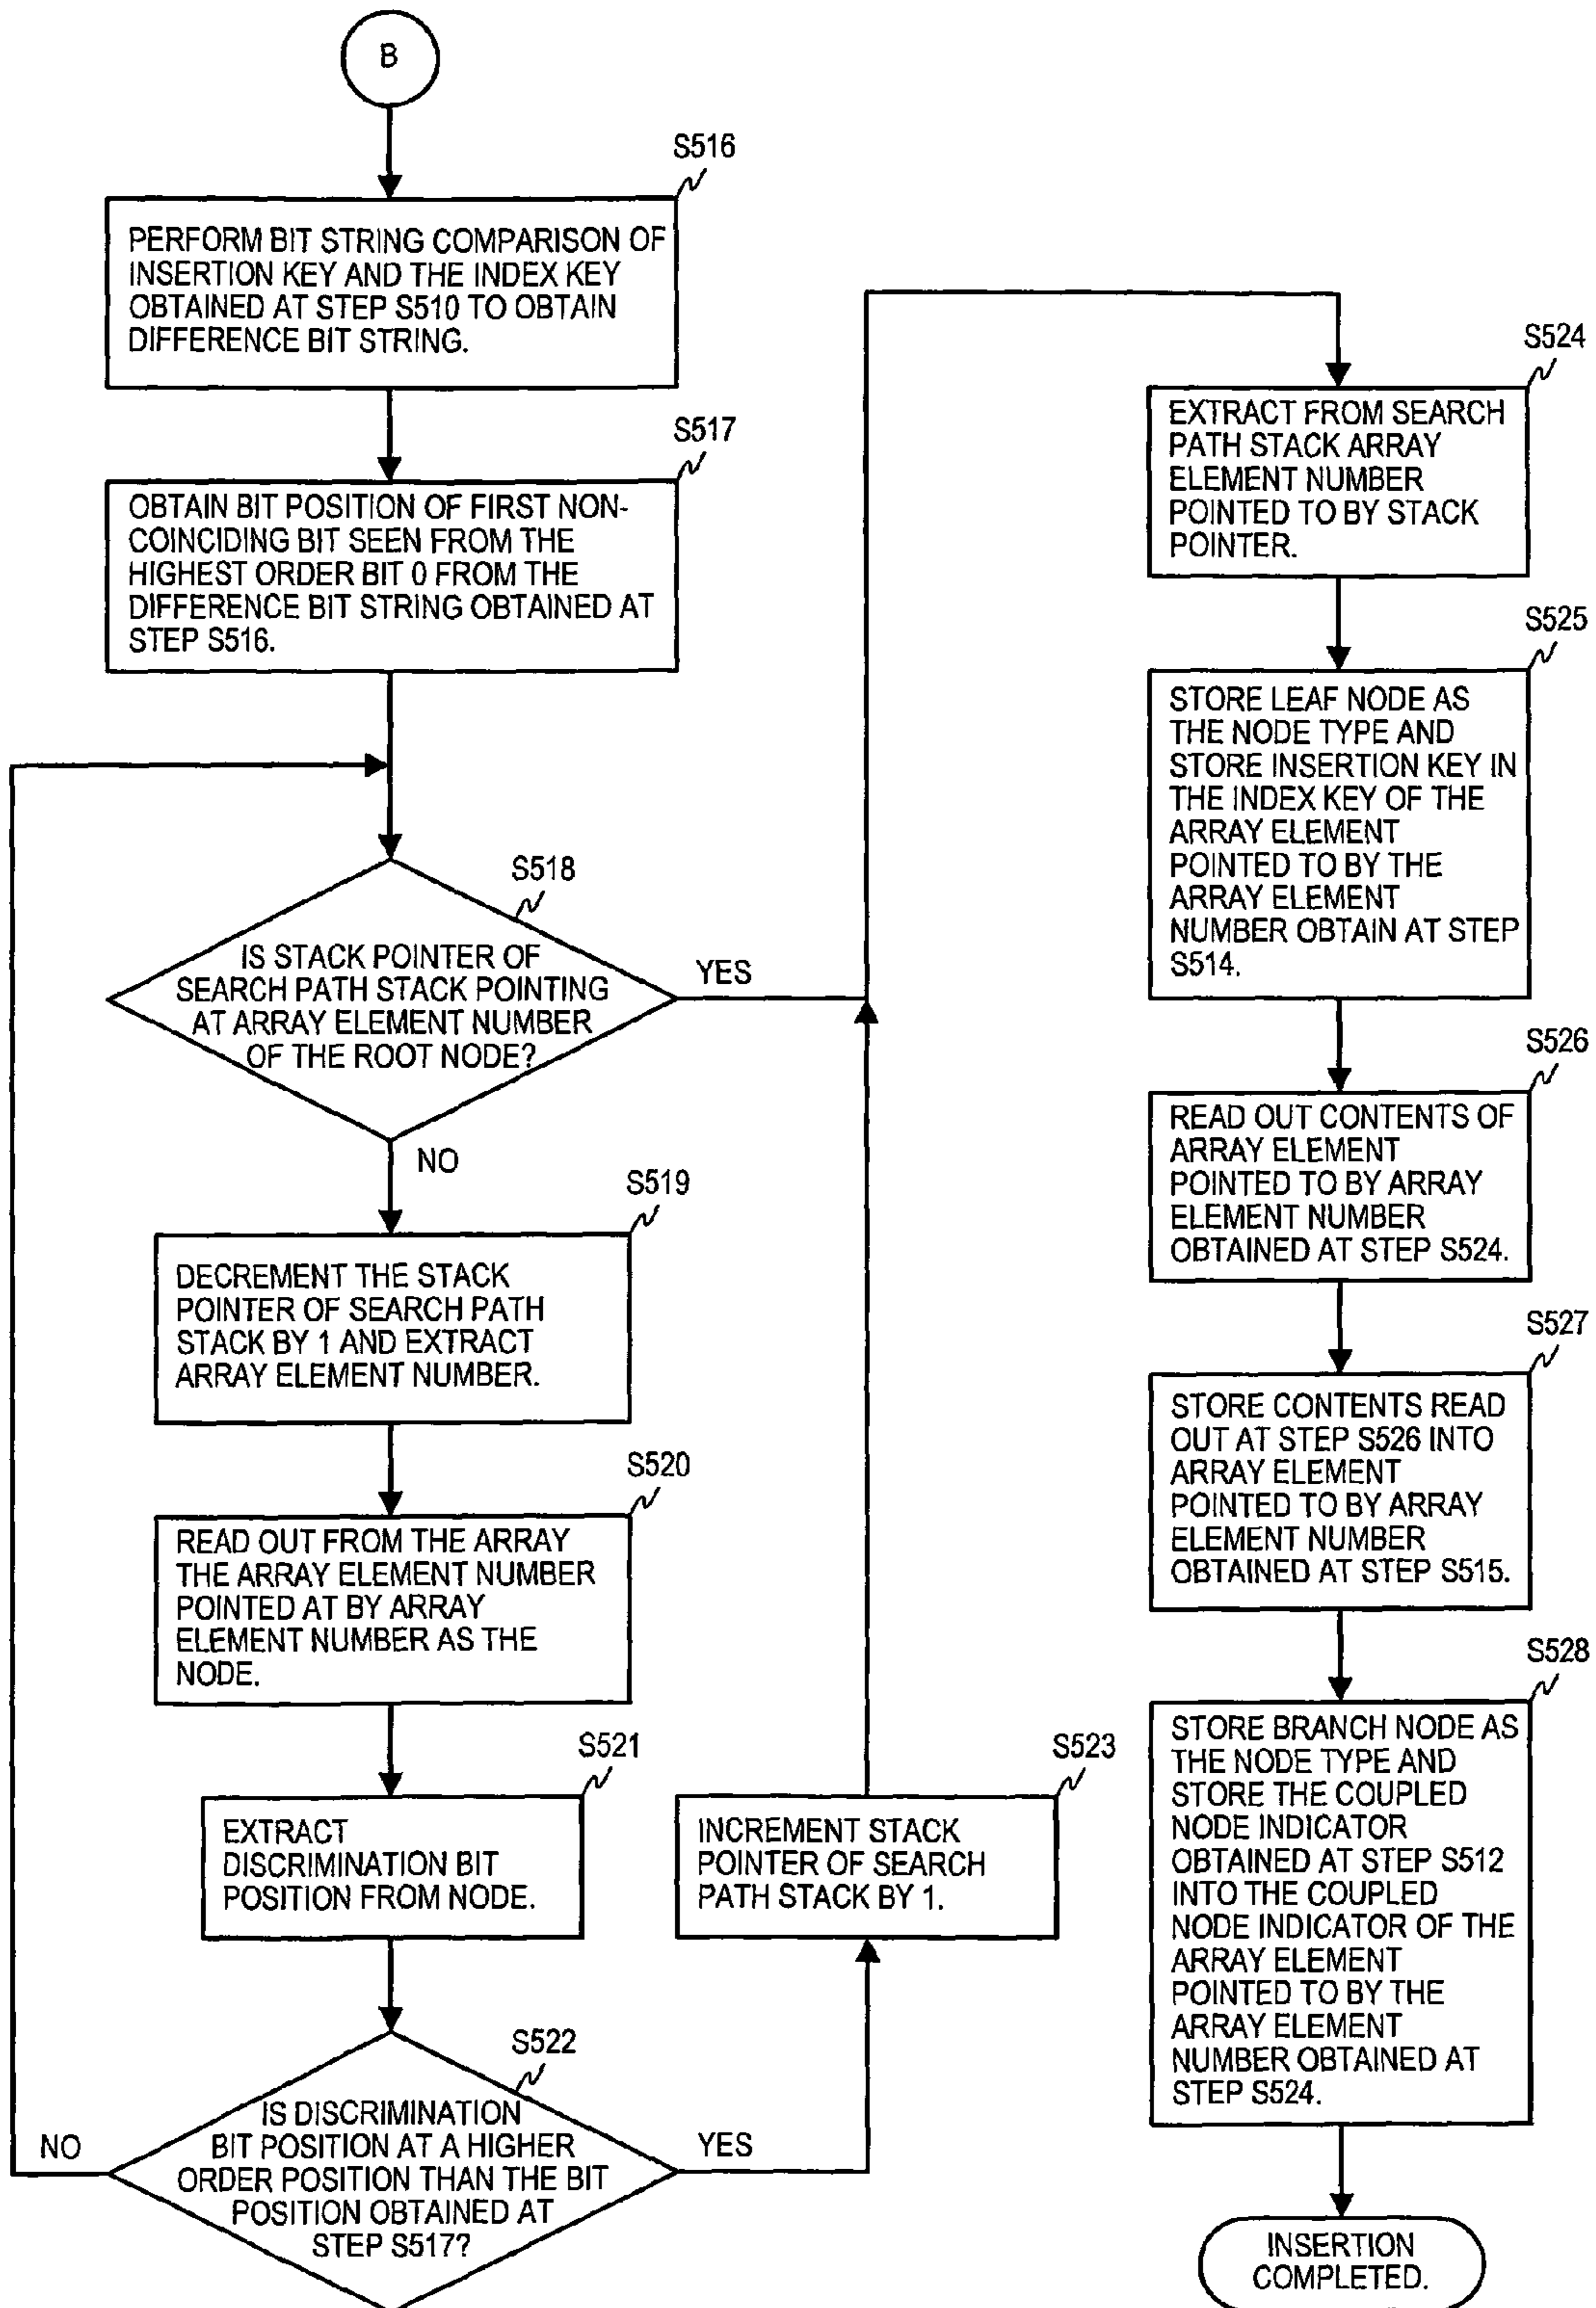 B
S516
PERFORM BIT STRING COMPARISON OF
INSERTION KEY AND THE INDEX KEY
OBTAINED AT STEP S510 TO OBTAIN
DIFFERENCE BIT STRING.
S517
OBTAIN BIT POSITION OF FIRST NON-
COINCIDING BIT SEEN FROM THE
HIGHEST ORDER BIT 0 FROM THE
DIFFERENCE BIT STRING OBTAINED AT
STEP S516.
S518
IS STACK POINTER OF
SEARCH PATH STACK POINTING
AT ARRAY ELEMENT NUMBER
OF THE ROOT NODE?
YES
NO
S519
DECREMENT THE STACK
POINTER OF SEARCH PATH
STACK BY 1 AND EXTRACT
ARRAY ELEMENT NUMBER.
S520
READ OUT FROM THE ARRAY
THE ARRAY ELEMENT NUMBER
POINTED AT BY ARRAY
ELEMENT NUMBER AS THE
NODE.
S521
EXTRACT
DISCRIMINATION BIT
POSITION FROM NODE.
S522
IS DISCRIMINATION
BIT POSITION AT A HIGHER
ORDER POSITION THAN THE BIT
POSITION OBTAINED AT
STEP S517?
NO
YES
S523
INCREMENT STACK
POINTER OF SEARCH
PATH STACK BY 1.
S524
EXTRACT FROM SEARCH
PATH STACK ARRAY
ELEMENT NUMBER
POINTED TO BY STACK
POINTER.
S525
STORE LEAF NODE AS
THE NODE TYPE AND
STORE INSERTION KEY IN
THE INDEX KEY OF THE
ARRAY ELEMENT
POINTED TO BY THE
ARRAY ELEMENT
NUMBER OBTAIN AT STEP
S514.
S526
READ OUT CONTENTS OF
ARRAY ELEMENT
POINTED TO BY ARRAY
ELEMENT NUMBER
OBTAINED AT STEP S524.
S527
STORE CONTENTS READ
OUT AT STEP S526 INTO
ARRAY ELEMENT
POINTED TO BY ARRAY
ELEMENT NUMBER
OBTAINED AT STEP S515.
S528
STORE BRANCH NODE AS
THE NODE TYPE AND
STORE THE COUPLED
NODE INDICATOR
OBTAINED AT STEP S512
INTO THE COUPLED
NODE INDICATOR OF THE
ARRAY ELEMENT
POINTED TO BY THE
ARRAY ELEMENT
NUMBER OBTAINED AT
STEP S524.
INSERTION
COMPLETED.